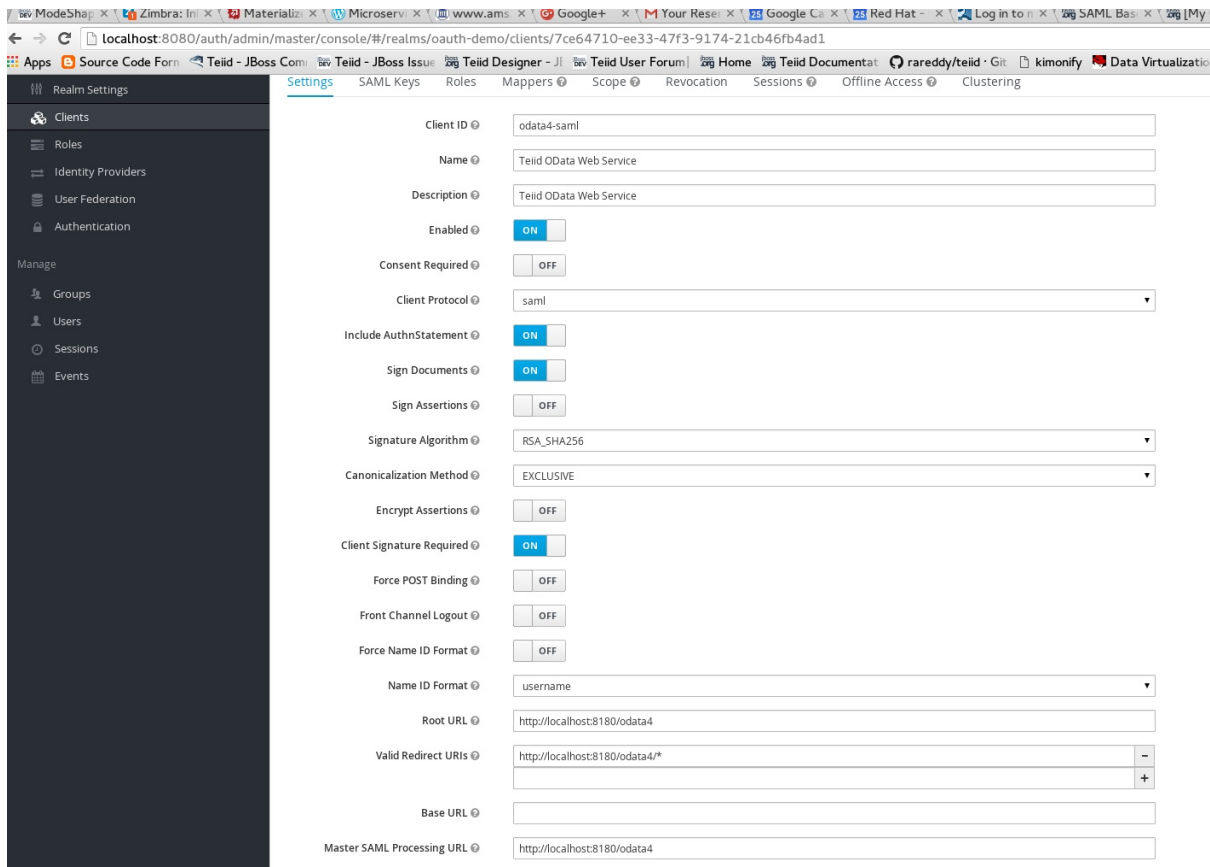 ModeShap × Zimbra: In × Materializ × Microservi × www.ams × Google+ × Your Reser × Google Ca × Red Hat - × Log in to n × SAML Bas × [My
localhost:8080/auth/admin/master/console/#/realms/oauth-demo/clients/7ce64710-ee33-47f3-9174-21cb46fb4ad1
Apps Source Code Form Teiid - JBoss Com Teiid - JBoss Issue Teiid Designer - JI Teiid User Forum| Home Teiid Documentat rareddy/teiid · Git kimonify Data Virtualizatio
Realm Settings
Clients
Roles
Identity Providers
User Federation
Authentication
Manage
Groups
Users
Sessions
Events
Settings SAML Keys Roles Mappers Scope Revocation Sessions Offline Access Clustering
Client ID odata4-saml
Name Teiid OData Web Service
Description Teiid OData Web Service
Enabled ON
Consent Required OFF
Client Protocol saml
Include AuthnStatement ON
Sign Documents ON
Sign Assertions OFF
Signature Algorithm RSA_SHA256
Canonicalization Method EXCLUSIVE
Encrypt Assertions OFF
Client Signature Required ON
Force POST Binding OFF
Front Channel Logout OFF
Force Name ID Format OFF
Name ID Format username
Root URL http://localhost:8180/odata4
Valid Redirect URIs http://localhost:8180/odata4/* -
+
Base URL
Master SAML Processing URL http://localhost:8180/odata4